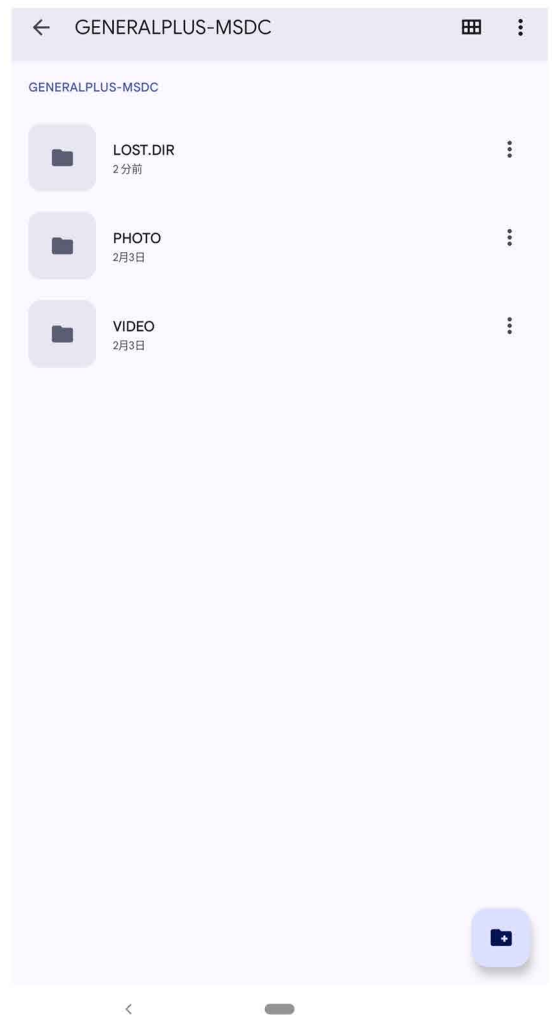 GENERALPLUS-MSDC
GENERALPLUS-MSDC
LOST.DIR
2 分前
PHOTO
2月3日
VIDEO
2月3日